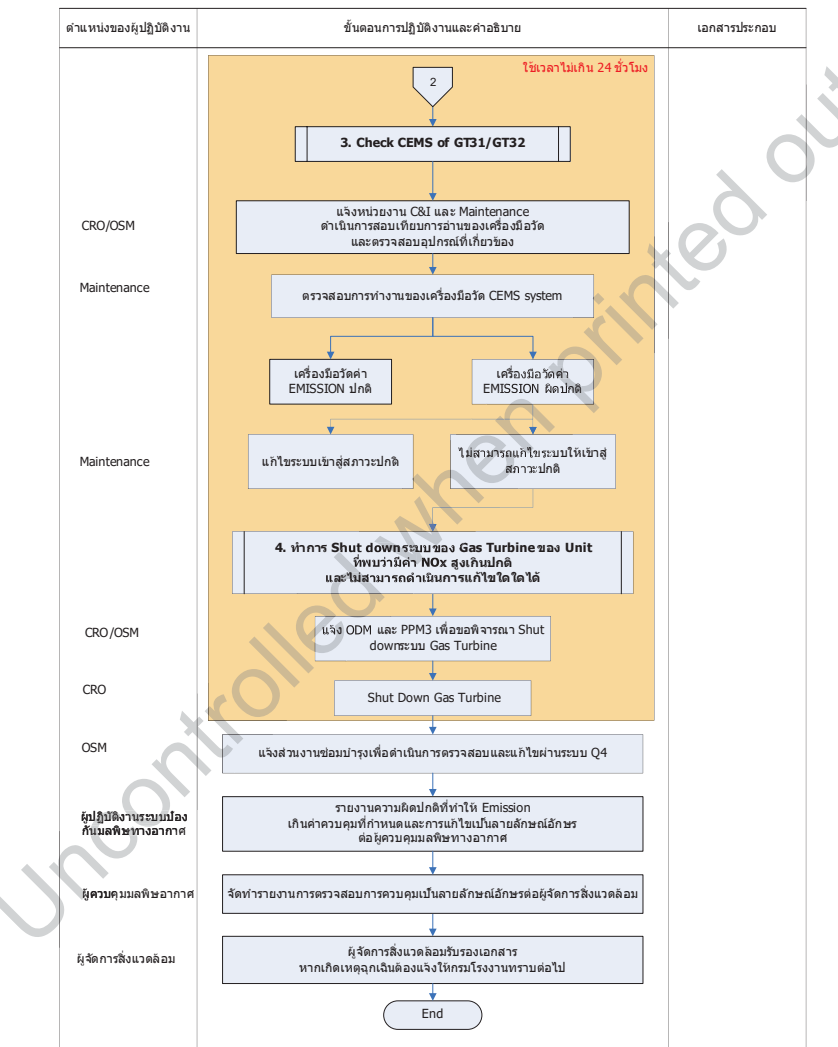 ตำแหน่งของผู้ปฏิบัติงาน
ขั้นตอนการปฏิบัติงานและคำอธิบาย
เอกสารประกอบ
ใช้เวลาไม่เกิน 24 ชั่วโมง
2
3. Check CEMS of GT31/GT32
CRO/OSM
แจ้งหน่วยงาน C&I และ Maintenance
ดำเนินการสอบเทียบการอ่านของเครื่องมือวัด
และตรวจสอบอุปกรณ์ที่เกี่ยวข้อง
Maintenance
ตรวจสอบการทำงานของเครื่องมือวัด CEMS system
เครื่องมือวัดค่า
EMISSION ปกติ
เครื่องมือวัดค่า
EMISSION ผิดปกติ
Maintenance
แก้ไขระบบเข้าสู่สภาวะปกติ
ไม่สามารถแก้ไขระบบให้เข้าสู่
สภาวะปกติ
4. ทำการ Shut downระบบของ Gas Turbine ของ Unit
ที่พบว่ามีค่า NOx สูงเกินปกติ
และไม่สามารถดำเนินการแก้ไขใดใดได้
CRO/OSM
แจ้ง ODM และ PPM3 เพื่อขอพิจารณา Shut
downระบบ Gas Turbine
CRO
Shut Down Gas Turbine
OSM
แจ้งส่วนงานซ่อมบำรุงเพื่อดำเนินการตรวจสอบและแก้ไขผ่านระบบ Q4
ผู้ปฏิบัติงานระบบป้อง
กันมลพิษทางอากาศ
รายงานความผิดปกติที่ทำให้ Emission
เกินค่าควบคุมที่กำหนดและการแก้ไขเป็นลายลักษณ์อักษร
ต่อผู้ควบคุมมลพิษทางอากาศ
ผู้ควบคุมมลพิษอากาศ
จัดทำรายงานการตรวจสอบการควบคุมเป็นลายลักษณ์อักษรต่อผู้จัดการสิ่งแวดล้อม
ผู้จัดการสิ่งแวดล้อม
ผู้จัดการสิ่งแวดล้อมรับรองเอกสาร
หากเกิดเหตุฉุกเฉินต้องแจ้งให้กรมโรงงานทราบต่อไป
End
Uncontrolled when printed out